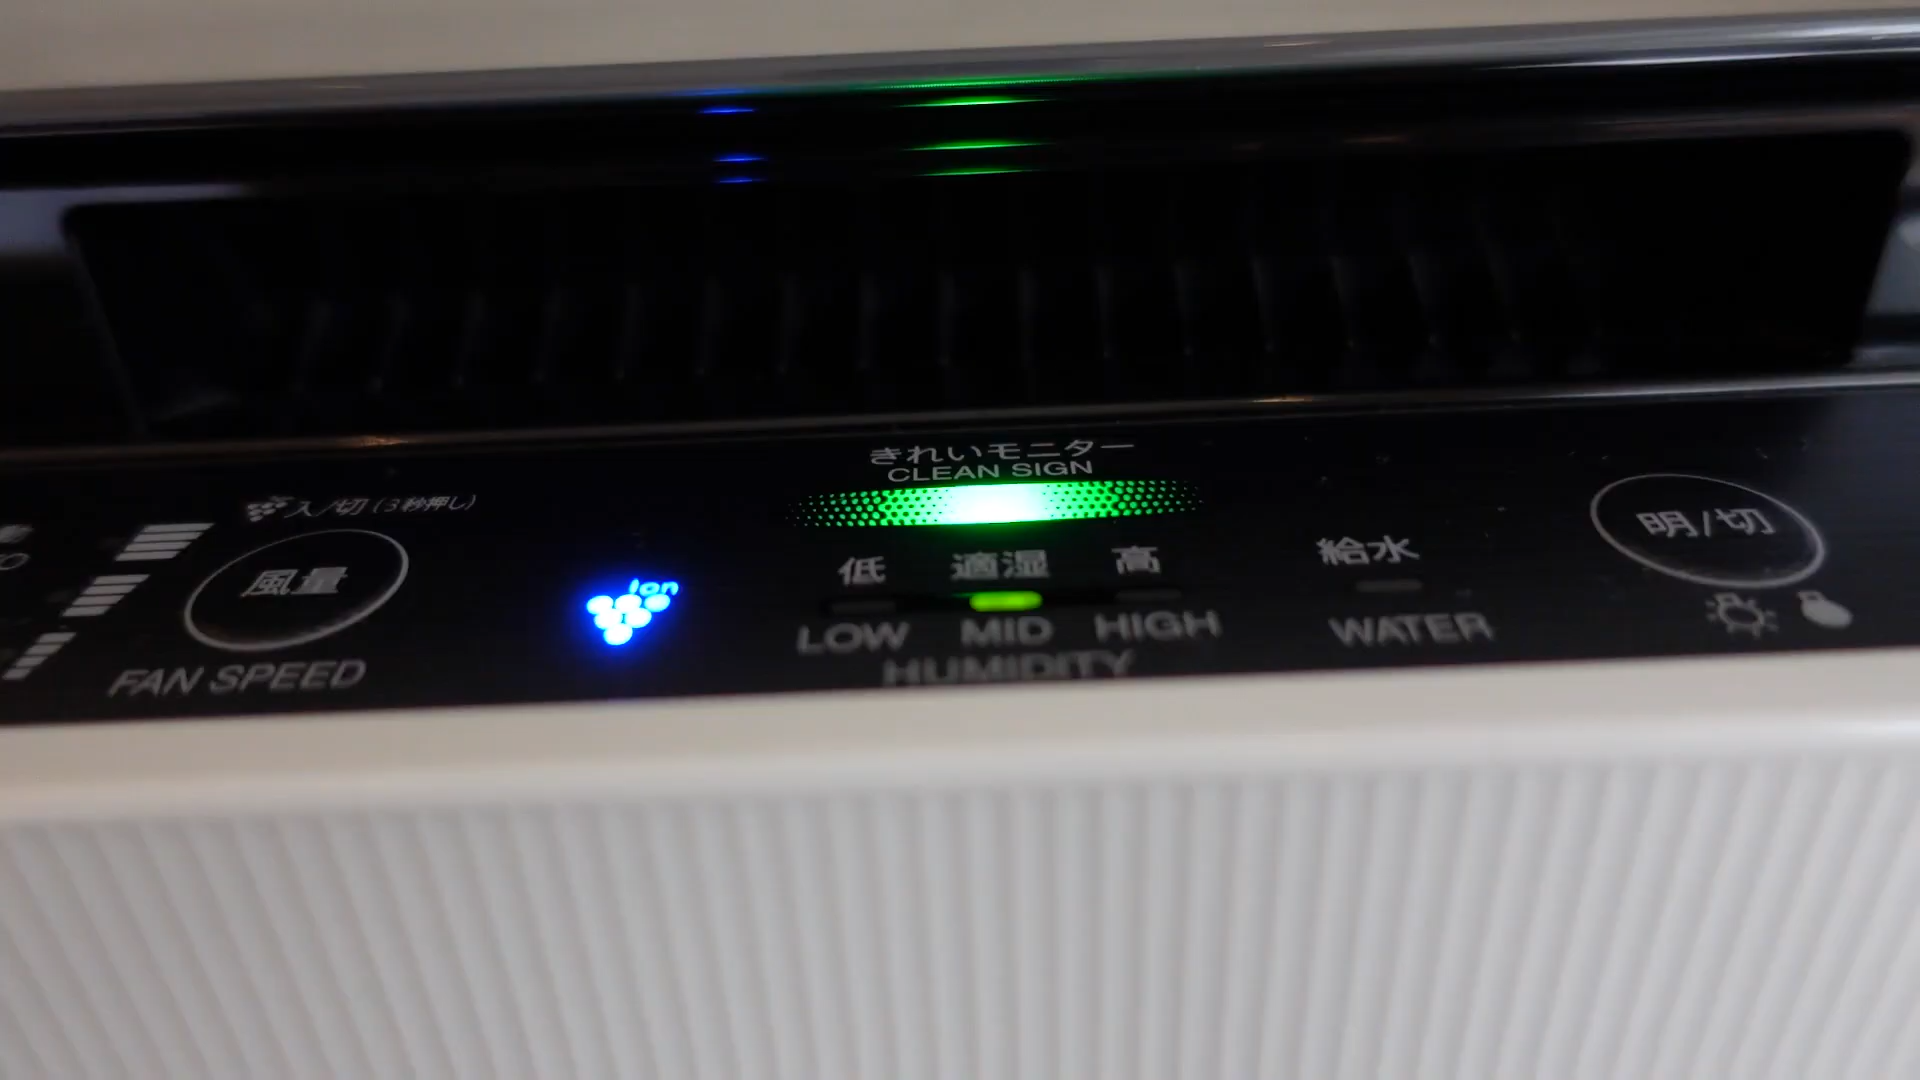 きれいモニター
CLEAN SIGN
入/切 (3秒押し)
風量
FAN SPEED
Ion
低 適湿 高
LOW MID HIGH
HUMIDITY
給水
WATER
明/切